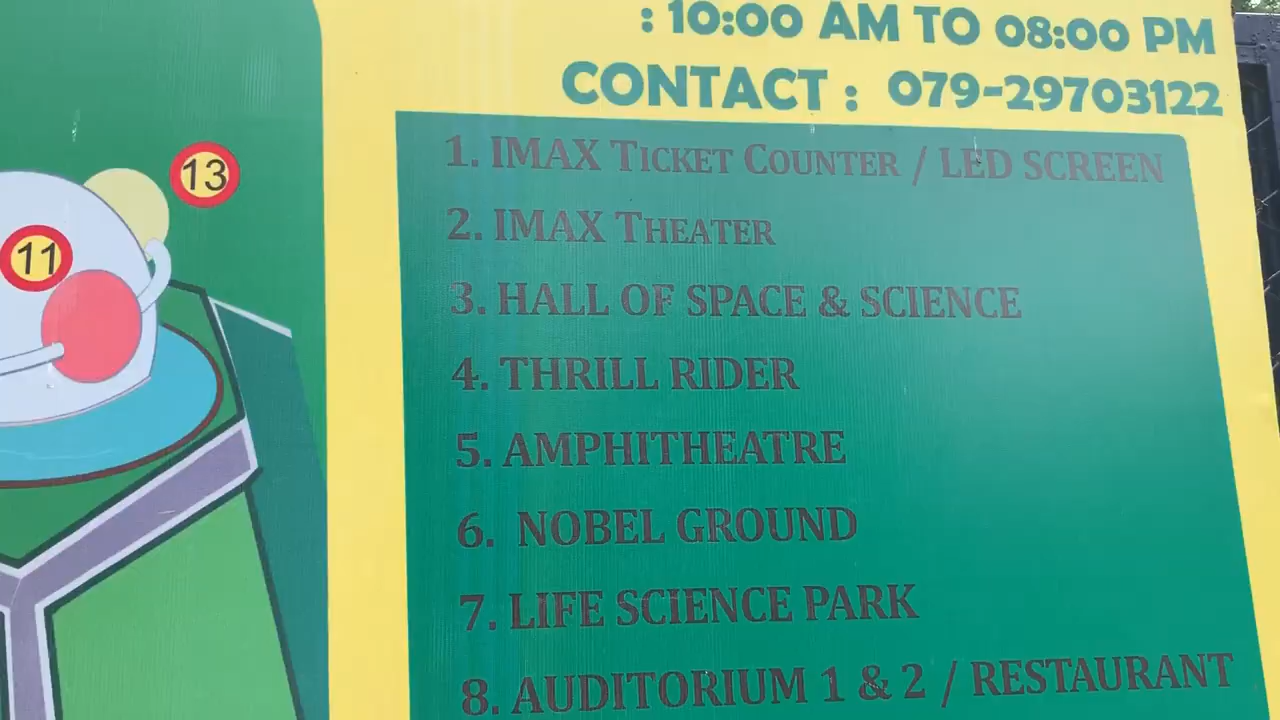 : 10:00 AM TO 08:00 PM
CONTACT : 079-29703122
1. IMAX TICKET COUNTER / LED SCREEN
2. IMAX THEATER
3. HALL OF SPACE & SCIENCE
4. THRILL RIDER
5. AMPHITHEATRE
6. NOBEL GROUND
7. LIFE SCIENCE PARK
8. AUDITORIUM 1 & 2 / RESTAURANT
13
11